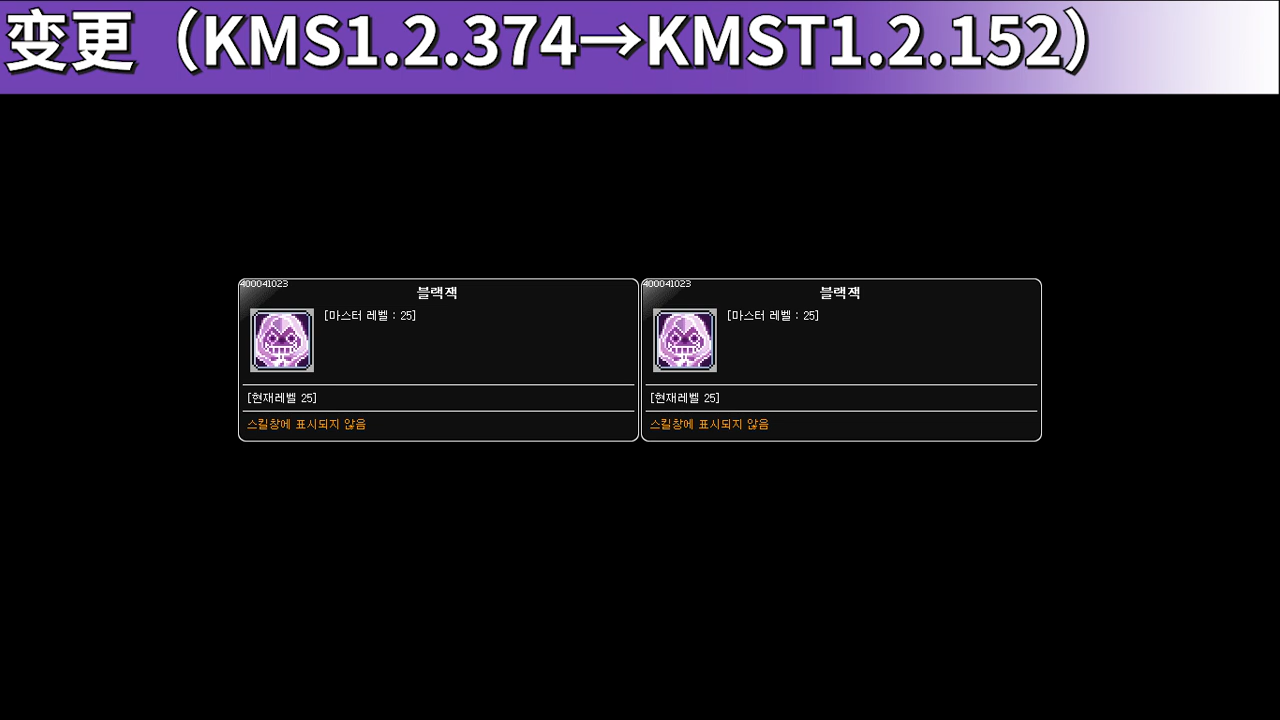 变更（KMS1.2.374→KMST1.2.152）
400041023
블랙잭
[마스터 레벨 : 25]
[현재레벨 25]
스킬창에 표시되지 않음
400041023
블랙잭
[마스터 레벨 : 25]
[현재레벨 25]
스킬창에 표시되지 않음